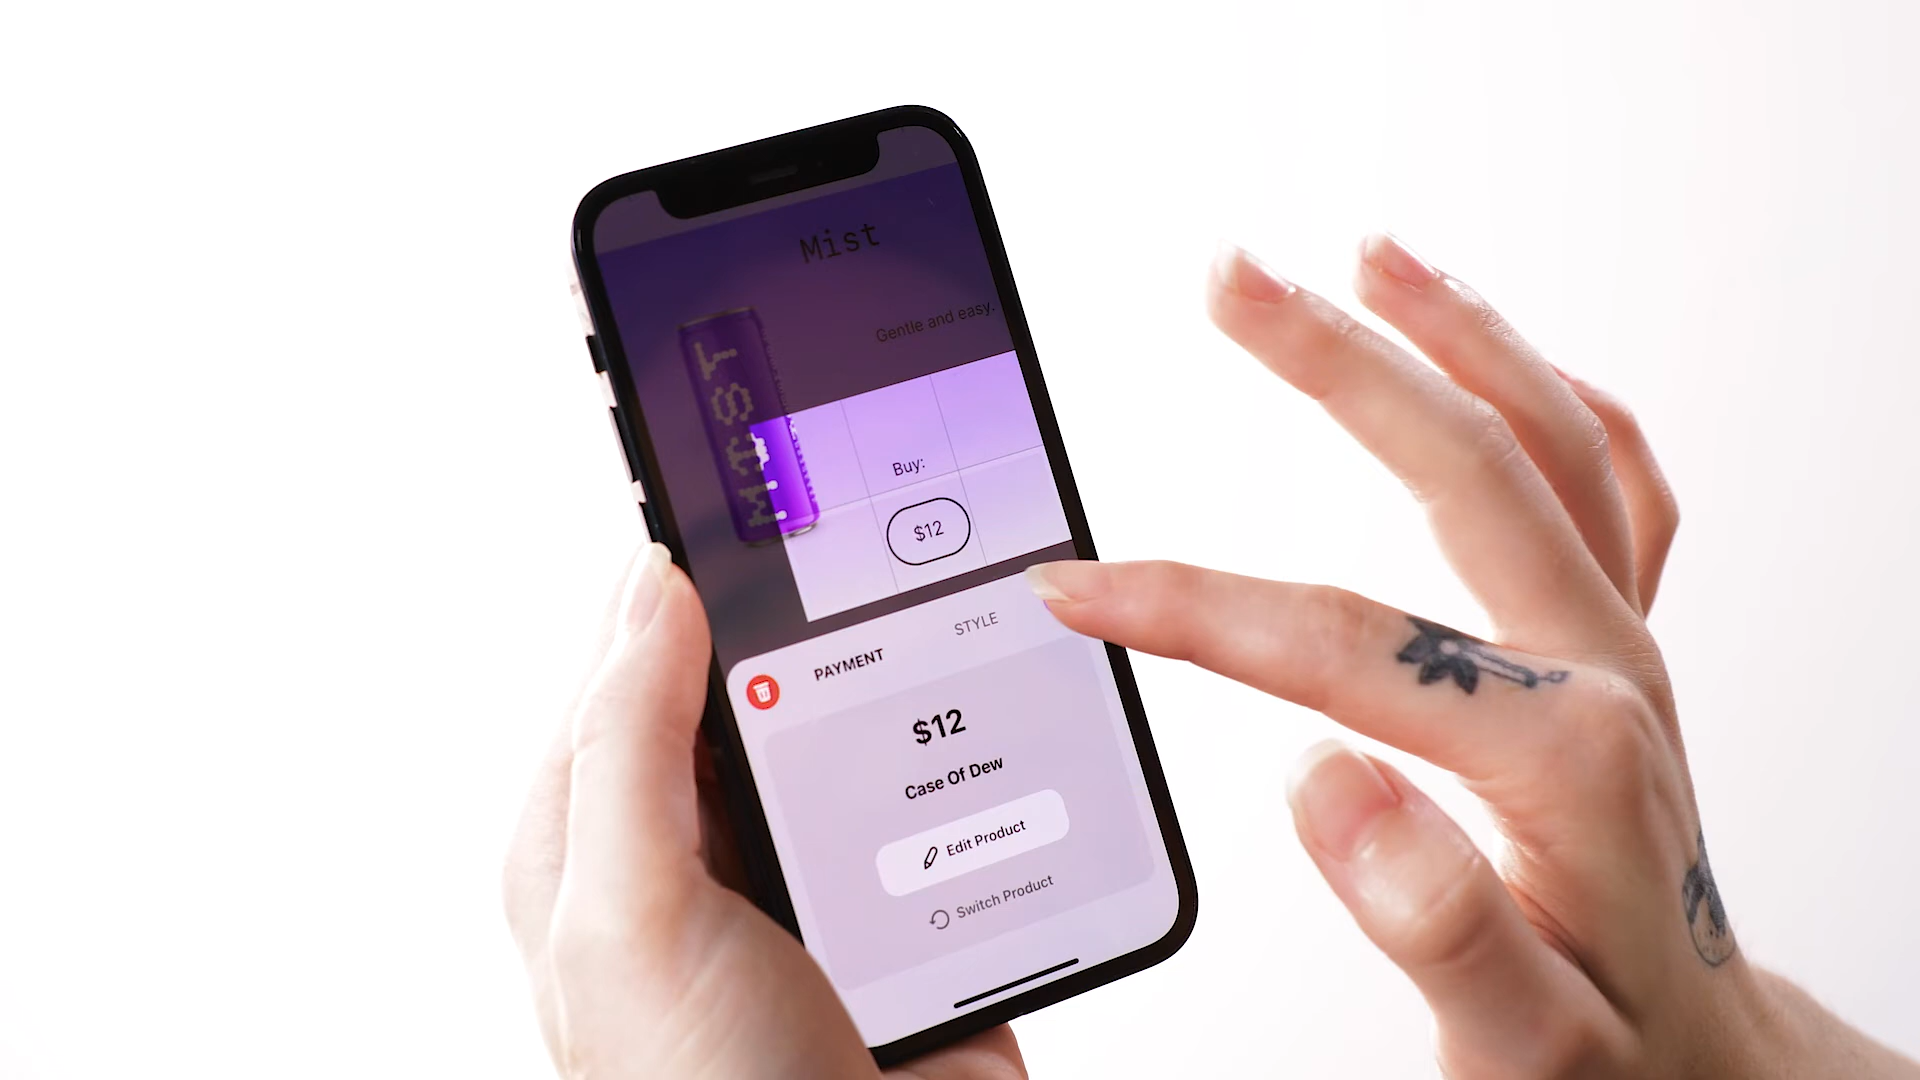 Mist
Gentle and easy.
MIST
Buy:
$12
PAYMENT
STYLE
$12
Case Of Dew
Edit Product
Switch Product